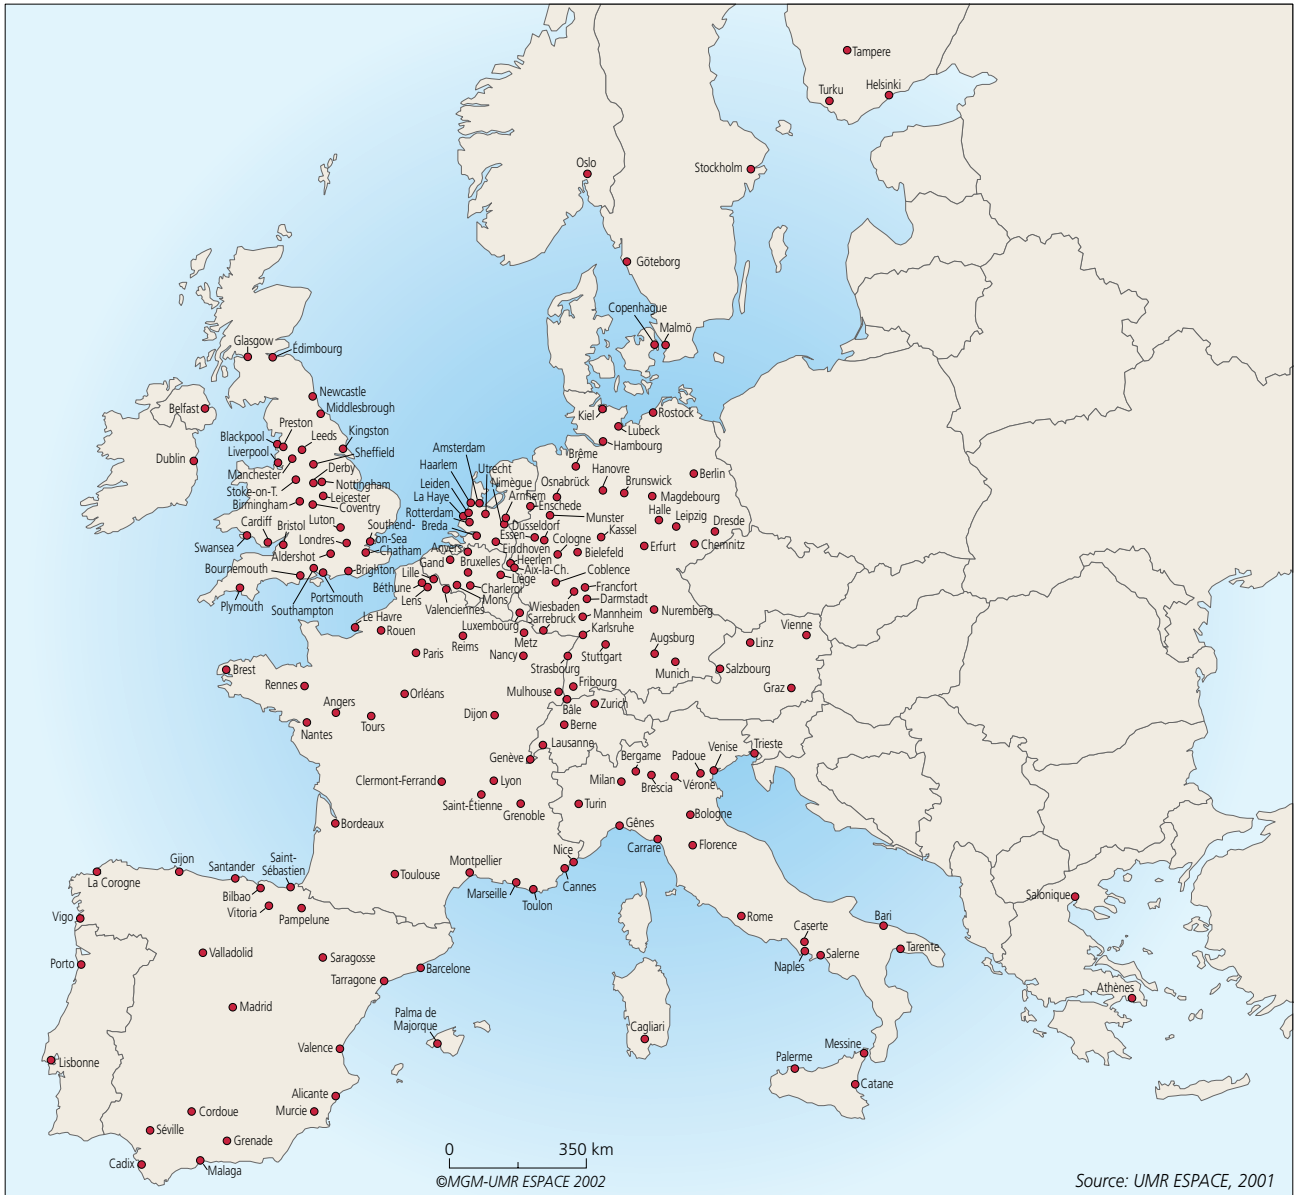 Tampere
Helsinki
Turku
Oslo
Stockholm
Göteborg
Copenhague
Malmö
Glasgow
Édimbourg
Newcastle
Middlesbrough
Belfast
Preston
Blackpool
Leeds
Kingston
Liverpool
Sheffield
Dublin
Manchester
Derby
Stoke-on-T.
Nottingham
Leicester
Birmingham
Coventry
Cardiff
Bristol
Luton
Southend-
on-Sea
Swansea
Londres
Aldershot
Chatham
Bournemouth
Brighton
Plymouth
Portsmouth
Southampton
Kiel
Rostock
Lubeck
Hambourg
Brême
Amsterdam
Haarlem
Utrecht
Hanovre
Berlin
Leiden
Nimègue
Osnabrück
Brunswick
La Haye
Arnhem
Magdebourg
Rotterdam
Enschede
Halle
Leipzig
Munster
Breda
Düsseldorf
Kassel
Dresde
Essen
Cologne
Anvers
Eindhoven
Bielefeld
Erfurt
Chemnitz
Gand
Bruxelles
Heerlen
Aix-la-Ch.
Lille
Liège
Coblence
Béthune
Charleroi
Francfort
Lens
Mons
Darmstadt
Valenciennes
Wiesbaden
Nuremberg
Le Havre
Sarrebruck
Mannheim
Luxembourg
Rouen
Karlsruhe
Vienne
Reims
Metz
Augsburg
Linz
Paris
Nancy
Stuttgart
Strasbourg
Munich
Salzbourg
Brest
Rennes
Fribourg
Graz
Orléans
Mulhouse
Angers
Bâle
Zurich
Tours
Dijon
Nantes
Berne
Lausanne
Genève
Bergame
Padoue
Venise
Trieste
Clermont-Ferrand
Lyon
Milan
Brescia
Vérone
Saint-Étienne
Grenoble
Turin
Bologne
Bordeaux
Gênes
Carrare
Florence
Nice
Gijon
Santander
Saint-
Sébastien
Montpellier
Toulouse
La Corogne
Bilbao
Marseille
Cannes
Toulon
Vitoria
Pampelune
Salonique
Vigo
Rome
Bari
Caserte
Valladolid
Saragosse
Tarente
Porto
Naples
Salerne
Barcelone
Tarragone
Athènes
Madrid
Palma de
Majorque
Cagliari
Valence
Messine
Lisbonne
Palerme
Catane
Alicante
Cordoue
Murcie
Séville
Grenade
Cadix
Malaga
0 350 km
©MGM-UMR ESPACE 2002
Source: UMR ESPACE, 2001